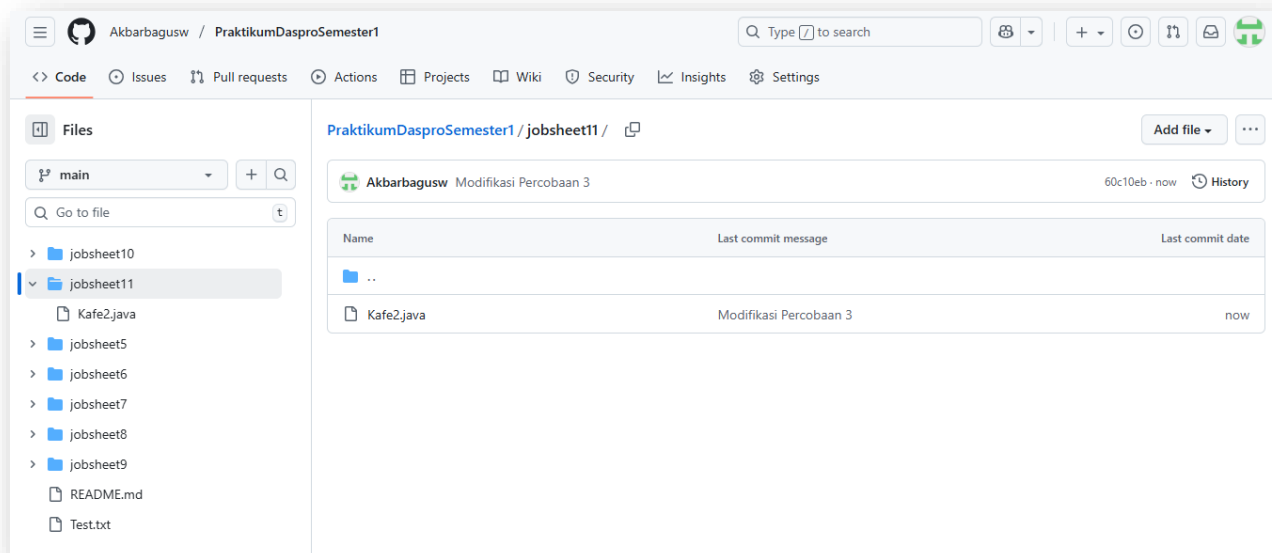 Akbarbagusw / PraktikumDasproSemester1
Type / to search
Code Issues Pull requests Actions Projects Wiki Security Insights Settings
Files
main
Go to file t
jobsheet10
jobsheet11
Kafe2.java
jobsheet5
jobsheet6
jobsheet7
jobsheet8
jobsheet9
README.md
Test.txt
PraktikumDasproSemester1 / jobsheet11 /
Add file
Akbarbagusw Modifikasi Percobaan 3 60c10eb · now History
Name Last commit message Last commit date
..
Kafe2.java Modifikasi Percobaan 3 now